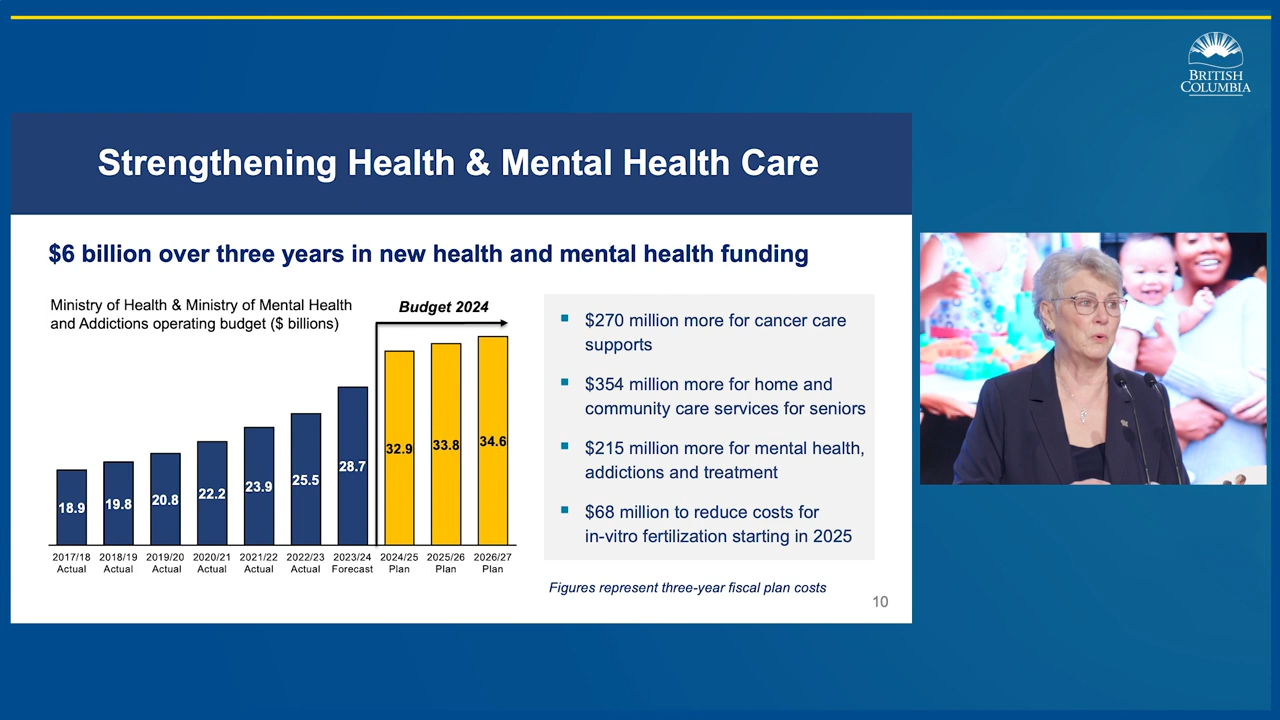 BRITISH
COLUMBIA
Strengthening Health & Mental Health Care
$6 billion over three years in new health and mental health funding
Ministry of Health & Ministry of Mental Health
and Addictions operating budget ($ billions)
Budget 2024
18.9
19.8
20.8
22.2
23.9
25.5
28.7
32.9
33.8
34.6
2017/18 2018/19 2019/20 2020/21 2021/22 2022/23 2023/24 2024/25 2025/26 2026/27
Actual Actual Actual Actual Actual Actual Forecast Plan Plan Plan
▪ $270 million more for cancer care
supports
▪ $354 million more for home and
community care services for seniors
▪ $215 million more for mental health,
addictions and treatment
▪ $68 million to reduce costs for
in-vitro fertilization starting in 2025
Figures represent three-year fiscal plan costs
10